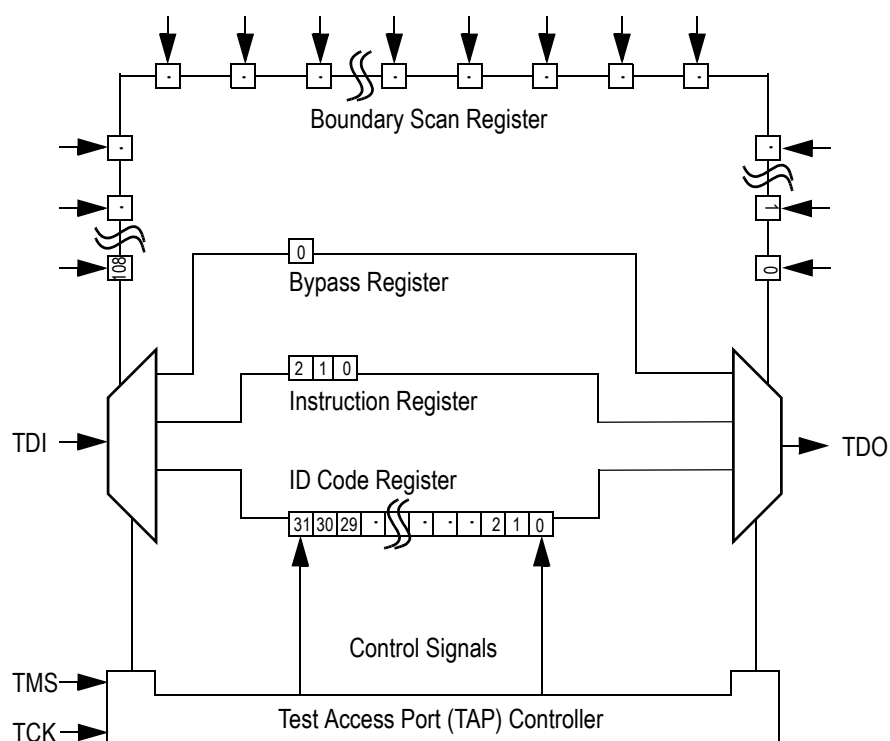 · · · · · · · ·
Boundary Scan Register
· ·
· 1
108 0
0
Bypass Register
2 1 0
Instruction Register
TDI TDO
ID Code Register
31 30 29 · · · · 2 1 0
Control Signals
TMS
Test Access Port (TAP) Controller
TCK